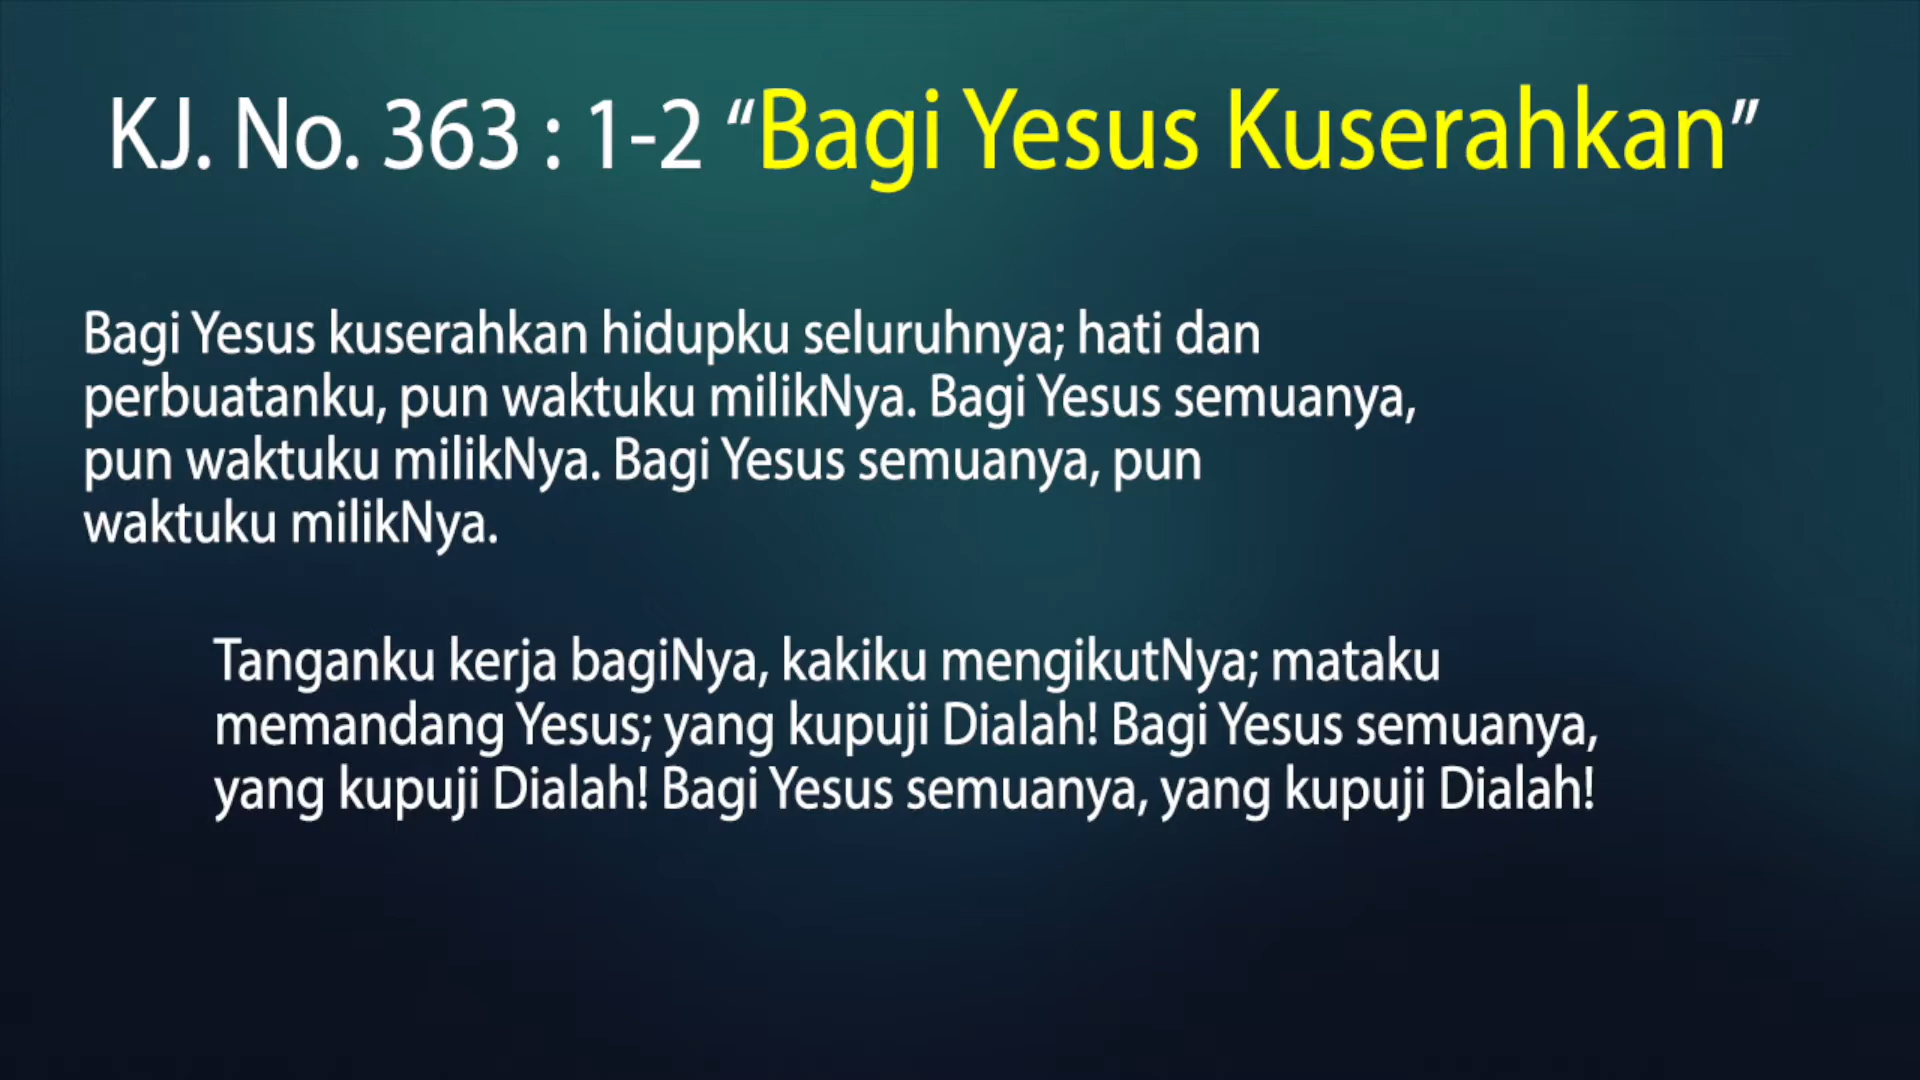 KJ. No. 363 : 1-2 “Bagi Yesus Kuserahkan”
Bagi Yesus kuserahkan hidupku seluruhnya; hati dan
perbuatanku, pun waktuku milikNya. Bagi Yesus semuanya,
pun waktuku milikNya. Bagi Yesus semuanya, pun
waktuku milikNya.
Tanganku kerja bagiNya, kakiku mengikutNya; mataku
memandang Yesus; yang kupuji Dialah! Bagi Yesus semuanya,
yang kupuji Dialah! Bagi Yesus semuanya, yang kupuji Dialah!